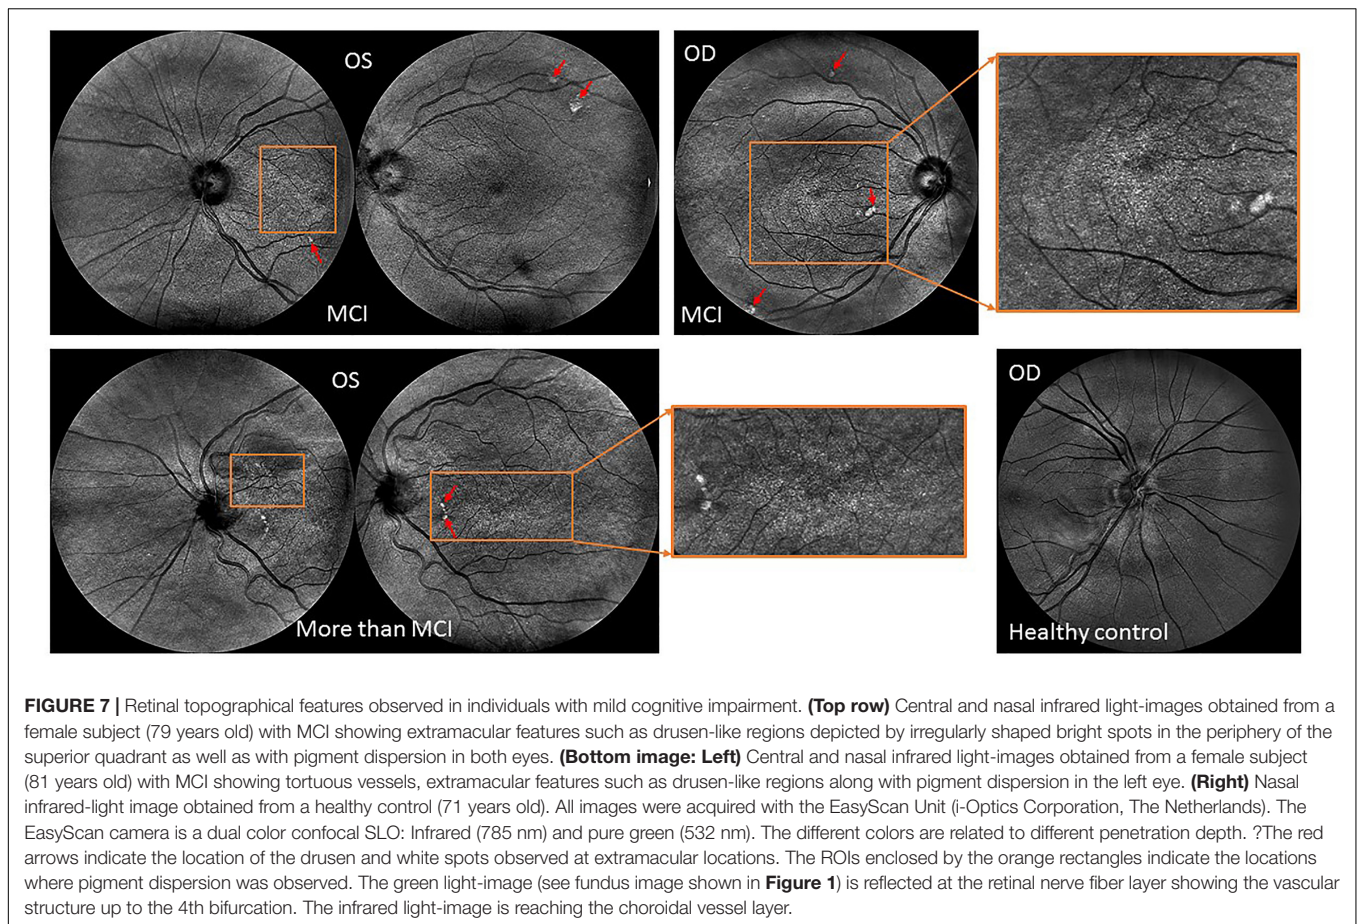 OS
OD
MCI
MCI
OS
OD
More than MCI
Healthy control
FIGURE 7 | Retinal topographical features observed in individuals with mild cognitive impairment. (Top row) Central and nasal infrared light-images obtained from a
female subject (79 years old) with MCI showing extramacular features such as drusen-like regions depicted by irregularly shaped bright spots in the periphery of the
superior quadrant as well as with pigment dispersion in both eyes. (Bottom image: Left) Central and nasal infrared light-images obtained from a female subject
(81 years old) with MCI showing tortuous vessels, extramacular features such as drusen-like regions along with pigment dispersion in the left eye. (Right) Nasal
infrared-light image obtained from a healthy control (71 years old). All images were acquired with the EasyScan Unit (i-Optics Corporation, The Netherlands). The
EasyScan camera is a dual color confocal SLO: Infrared (785 nm) and pure green (532 nm). The different colors are related to different penetration depth. ?The red
arrows indicate the location of the drusen and white spots observed at extramacular locations. The ROIs enclosed by the orange rectangles indicate the locations
where pigment dispersion was observed. The green light-image (see fundus image shown in Figure 1) is reflected at the retinal nerve fiber layer showing the vascular
structure up to the 4th bifurcation. The infrared light-image is reaching the choroidal vessel layer.